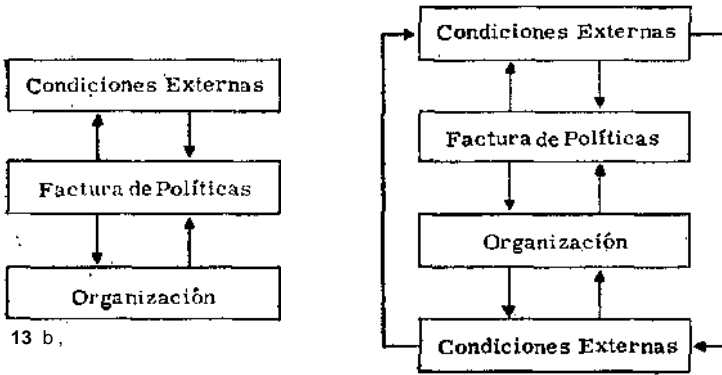 Condiciones Externas
Factura de Políticas
Organización
13 b,
Condiciones Externas
Factura de Políticas
Organización
Condiciones Externas